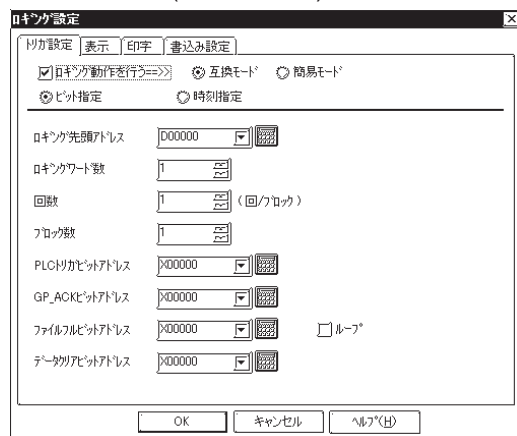 ﾛｷﾞﾝｸﾞ設定
ﾄﾘｶﾞ設定 表示 印字 書込み設定
ﾛｷﾞﾝｸﾞ動作を行う==>> 互換ﾓｰﾄﾞ 簡易ﾓｰﾄﾞ
ﾋﾞｯﾄ指定 時刻指定
ﾛｷﾞﾝｸﾞ先頭ｱﾄﾞﾚｽ D00000
ﾛｷﾞﾝｸﾞﾜｰﾄﾞ数 1
回数 1 ( 回/ﾌﾞﾛｯｸ )
ﾌﾞﾛｯｸ数 1
PLCﾄﾘｶﾞﾋﾞｯﾄｱﾄﾞﾚｽ X00000
GP_ACKﾋﾞｯﾄｱﾄﾞﾚｽ X00000
ﾌｧｲﾙﾌﾙﾋﾞｯﾄｱﾄﾞﾚｽ X00000 ﾙｰﾌﾟ
ﾃﾞｰﾀｸﾘｱﾋﾞｯﾄｱﾄﾞﾚｽ X00000
OK ｷｬﾝｾﾙ ﾍﾙﾌﾟ(H)